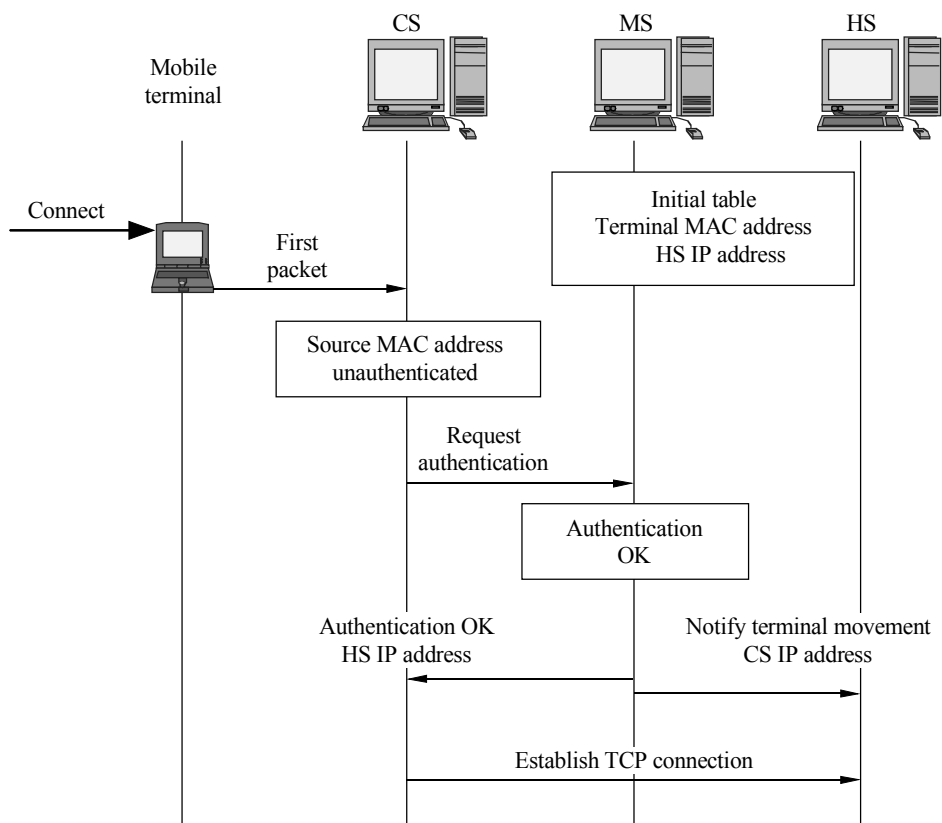 CS
MS
HS
Mobile
terminal
Initial table
Terminal MAC address
HS IP address
Connect
First
packet
Source MAC address
unauthenticated
Request
authentication
Authentication
OK
Authentication OK
HS IP address
Notify terminal movement
CS IP address
Establish TCP connection